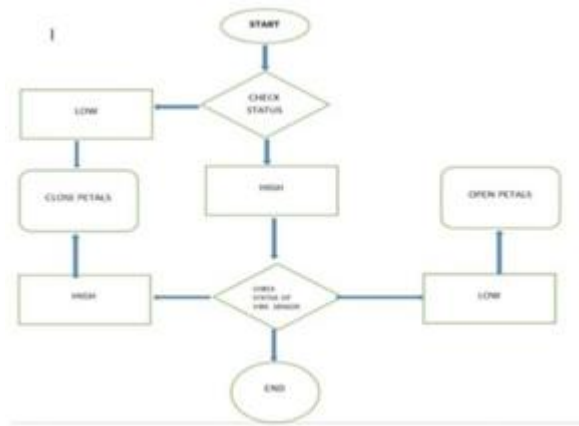 START
CHECK
STATUS
LOW
HIGH
CLOSE PETALS
OPEN PETALS
CHECK
STATUS OF
SENSOR
HIGH
LOW
END